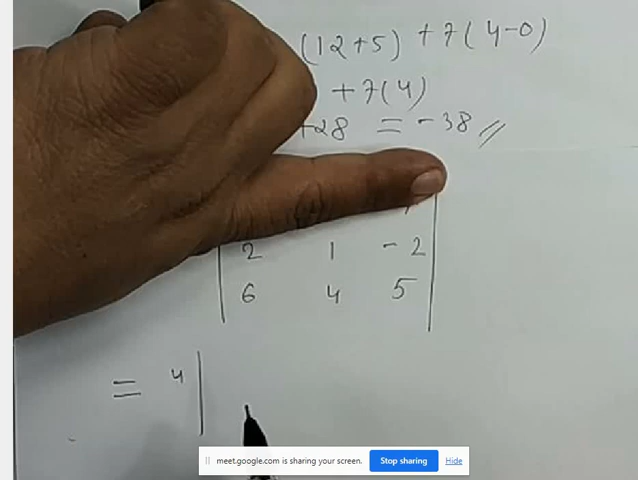 (12+5) +7(4-0)
+7(4)
+28 = -38 //
2 1 -2
6 4 5
= 4|
meet.google.com is sharing your screen. Stop sharing Hide